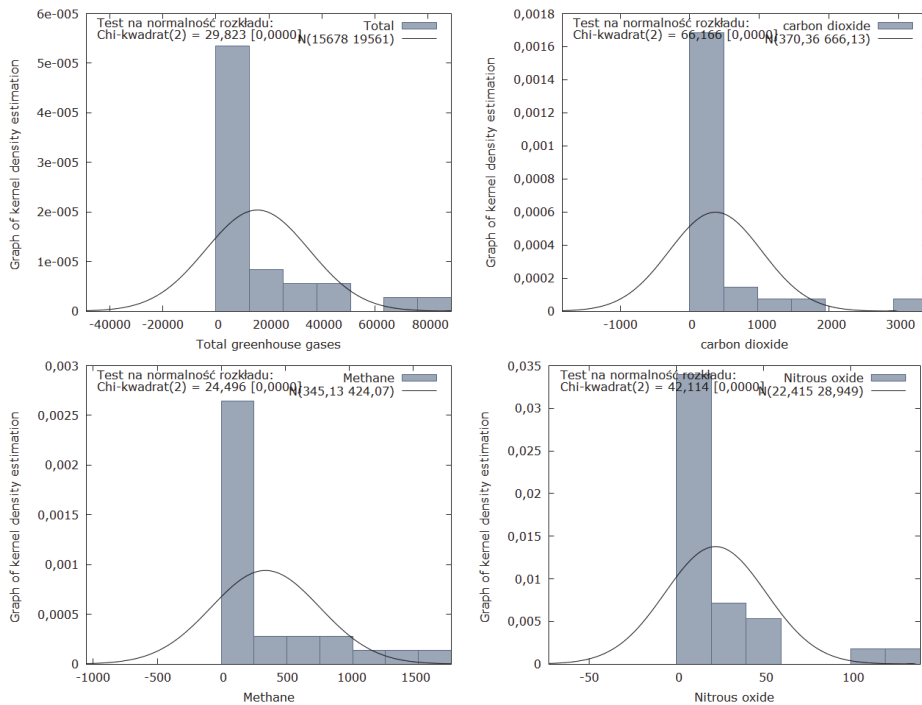 Test na normalność rozkładu:
Chi-kwadrat(2) = 29,823 [0,0000]
Total
N(15678 19561)
6e-005
5e-005
4e-005
3e-005
2e-005
1e-005
0
Graph of kernel density estimation
-40000 -20000 0 20000 40000 60000 80000
Total greenhouse gases
Test na normalność rozkładu:
Chi-kwadrat(2) = 66,166 [0,0000]
carbon dioxide
N(370,36 666,13)
0,0018
0,0016
0,0014
0,0012
0,001
0,0008
0,0006
0,0004
0,0002
0
Graph of kernel density estimation
-1000 0 1000 2000 3000
carbon dioxide
Test na normalność rozkładu:
Chi-kwadrat(2) = 24,496 [0,0000]
Methane
N(345,13 424,07)
0,003
0,0025
0,002
0,0015
0,001
0,0005
0
Graph of kernel density estimation
-1000 -500 0 500 1000 1500
Methane
Test na normalność rozkładu:
Chi-kwadrat(2) = 42,114 [0,0000]
Nitrous oxide
N(22,415 28,949)
0,035
0,03
0,025
0,02
0,015
0,01
0,005
0
Graph of kernel density estimation
-50 0 50 100
Nitrous oxide